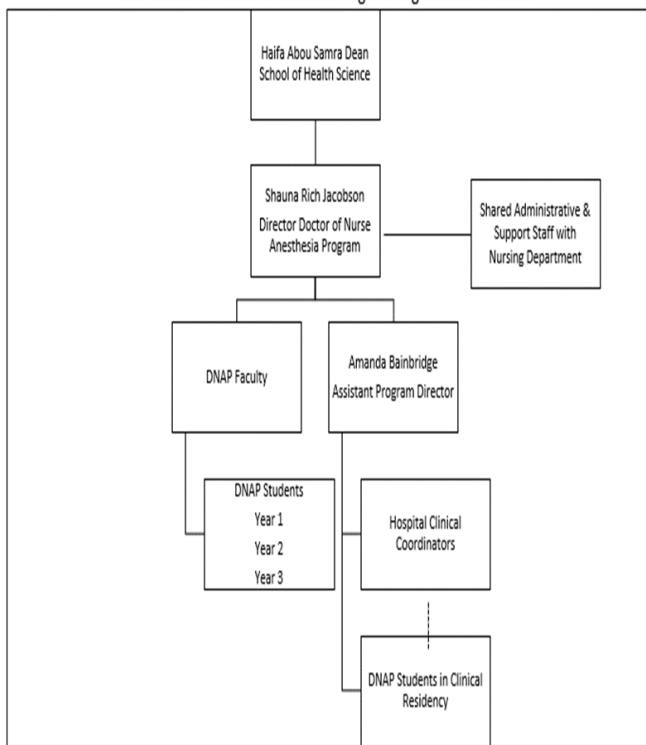 Haifa Abou Samra Dean
School of Health Science
Shauna Rich Jacobson
Director Doctor of Nurse
Anesthesia Program
Shared Administrative &
Support Staff with
Nursing Department
DNAP Faculty
Amanda Bainbridge
Assistant Program Director
DNAP Students
Year 1
Year 2
Year 3
Hospital Clinical
Coordinators
DNAP Students in Clinical
Residency